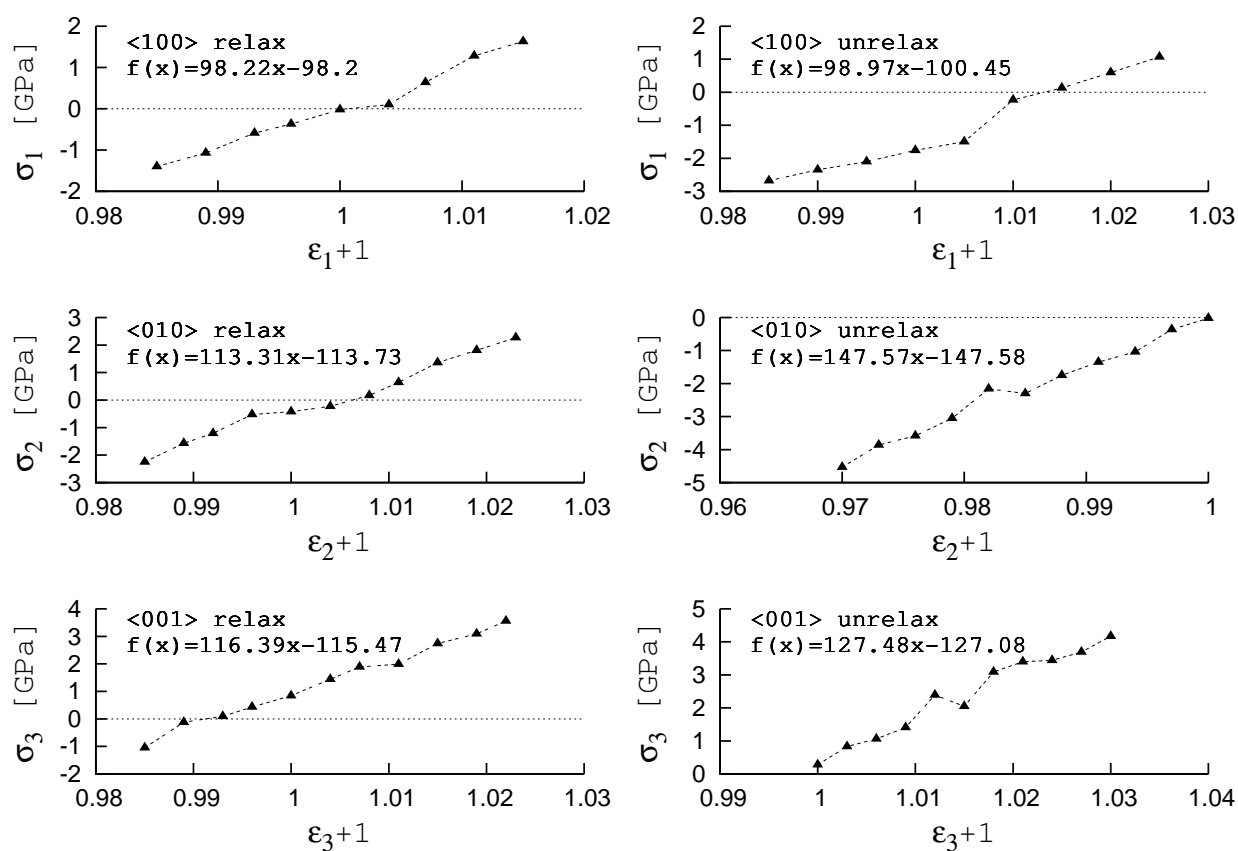 <100> relax
f(x)=98.22x-98.2
2
1
0
-1
-2
σ1 [GPa]
0.98 0.99 1 1.01 1.02
ε1+1
<100> unrelax
f(x)=98.97x-100.45
2
1
0
-1
-2
-3
σ1 [GPa]
0.98 0.99 1 1.01 1.02 1.03
ε1+1
<010> relax
f(x)=113.31x-113.73
3
2
1
0
-1
-2
-3
σ2 [GPa]
0.98 0.99 1 1.01 1.02 1.03
ε2+1
<010> unrelax
f(x)=147.57x-147.58
0
-1
-2
-3
-4
-5
σ2 [GPa]
0.96 0.97 0.98 0.99 1
ε2+1
<001> relax
f(x)=116.39x-115.47
4
3
2
1
0
-1
-2
σ3 [GPa]
0.98 0.99 1 1.01 1.02 1.03
ε3+1
<001> unrelax
f(x)=127.48x-127.08
5
4
3
2
1
0
σ3 [GPa]
0.99 1 1.01 1.02 1.03 1.04
ε3+1